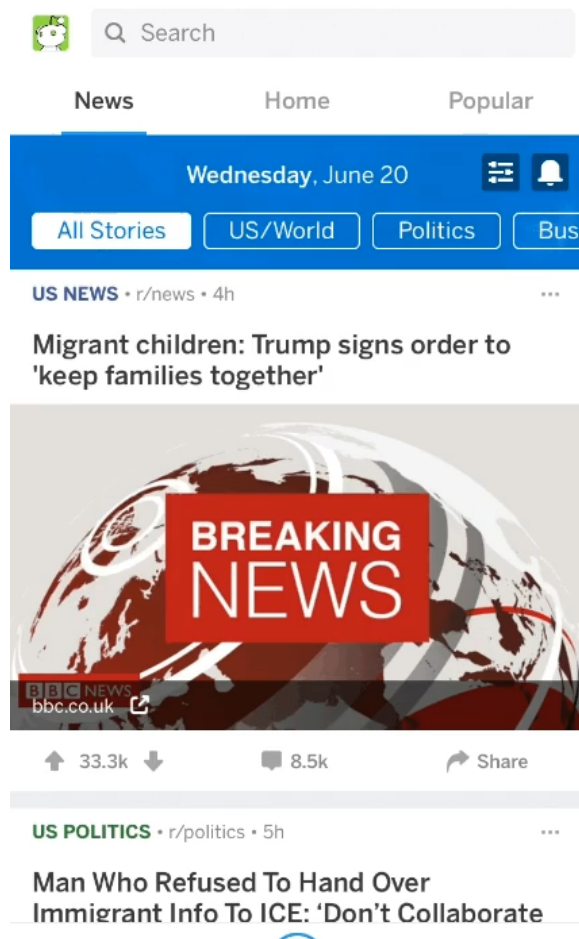 Search
News Home Popular
Wednesday, June 20
All Stories US/World Politics Bus
US NEWS • r/news • 4h
Migrant children: Trump signs order to
'keep families together'
BREAKING
NEWS
BBC NEWS
bbc.co.uk
33.3k 8.5k Share
US POLITICS • r/politics • 5h
Man Who Refused To Hand Over
Immigrant Info To ICE: ‘Don’t Collaborate